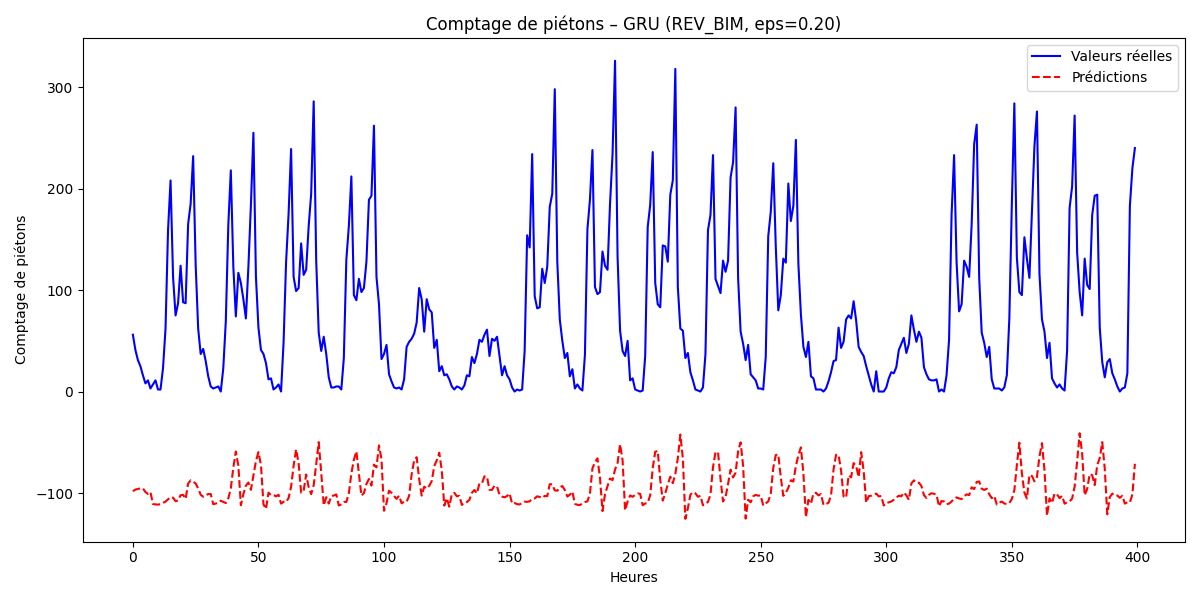 Comptage de piétons – GRU (REV_BIM, eps=0.20)
Valeurs réelles
Prédictions
Comptage de piétons
300
200
100
0
−100
0 50 100 150 200 250 300 350 400
Heures